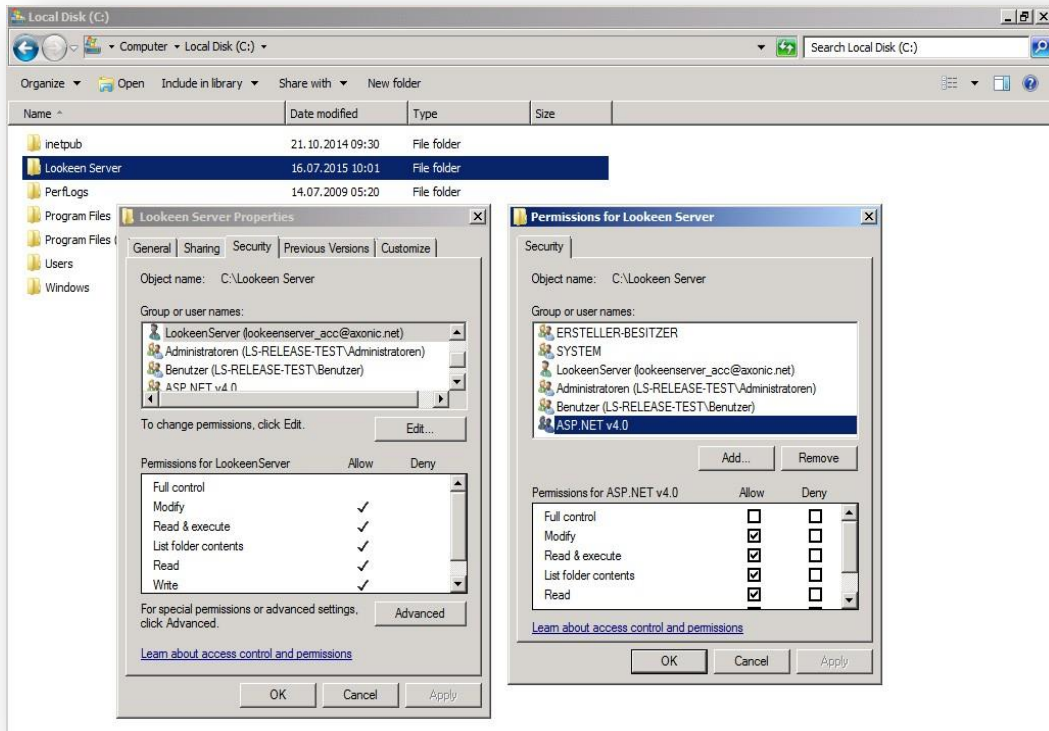 Local Disk (C:)
Computer Local Disk (C:)
Search Local Disk (C:)
Organize Open Include in library Share with New folder
Name Date modified Type Size
inetpub 21.10.2014 09:30 File folder
Lookeen Server 16.07.2015 10:01 File folder
PerfLogs 14.07.2009 05:20 File folder
Program Files
Program Files (
Users
Windows
Lookeen Server Properties
General Sharing Security Previous Versions Customize
Object name: C:\Lookeen Server
Group or user names:
LookeenServer (lookeenserver_acc@axonic.net)
Administratoren (LS-RELEASE-TEST\Administratoren)
Benutzer (LS-RELEASE-TEST\Benutzer)
ASP.NET v4.0
To change permissions, click Edit.
Edit...
Permissions for LookeenServer Allow Deny
Full control
Modify
Read & execute
List folder contents
Read
Write
For special permissions or advanced settings,
click Advanced.
Advanced
Learn about access control and permissions
OK Cancel Apply
Permissions for Lookeen Server
Security
Object name: C:\Lookeen Server
Group or user names:
ERSTELLER-BESITZER
SYSTEM
LookeenServer (lookeenserver_acc@axonic.net)
Administratoren (LS-RELEASE-TEST\Administratoren)
Benutzer (LS-RELEASE-TEST\Benutzer)
ASP.NET v4.0
Add... Remove
Permissions for ASP.NET v4.0 Allow Deny
Full control
Modify
Read & execute
List folder contents
Read
Learn about access control and permissions
OK Cancel Apply